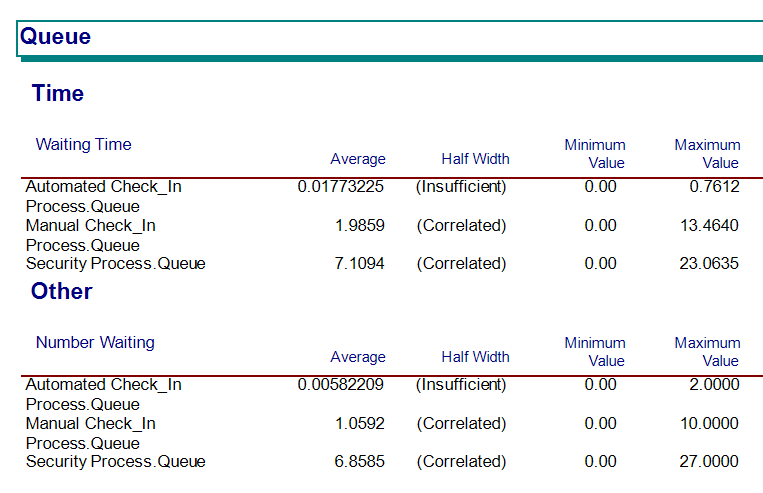 Queue
Time
Waiting Time Average Half Width Minimum Value Maximum Value
Automated Check_In Process.Queue 0.01773225 (Insufficient) 0.00 0.7612
Manual Check_In Process.Queue 1.9859 (Correlated) 0.00 13.4640
Security Process.Queue 7.1094 (Correlated) 0.00 23.0635
Other
Number Waiting Average Half Width Minimum Value Maximum Value
Automated Check_In Process.Queue 0.00582209 (Insufficient) 0.00 2.0000
Manual Check_In Process.Queue 1.0592 (Correlated) 0.00 10.0000
Security Process.Queue 6.8585 (Correlated) 0.00 27.0000